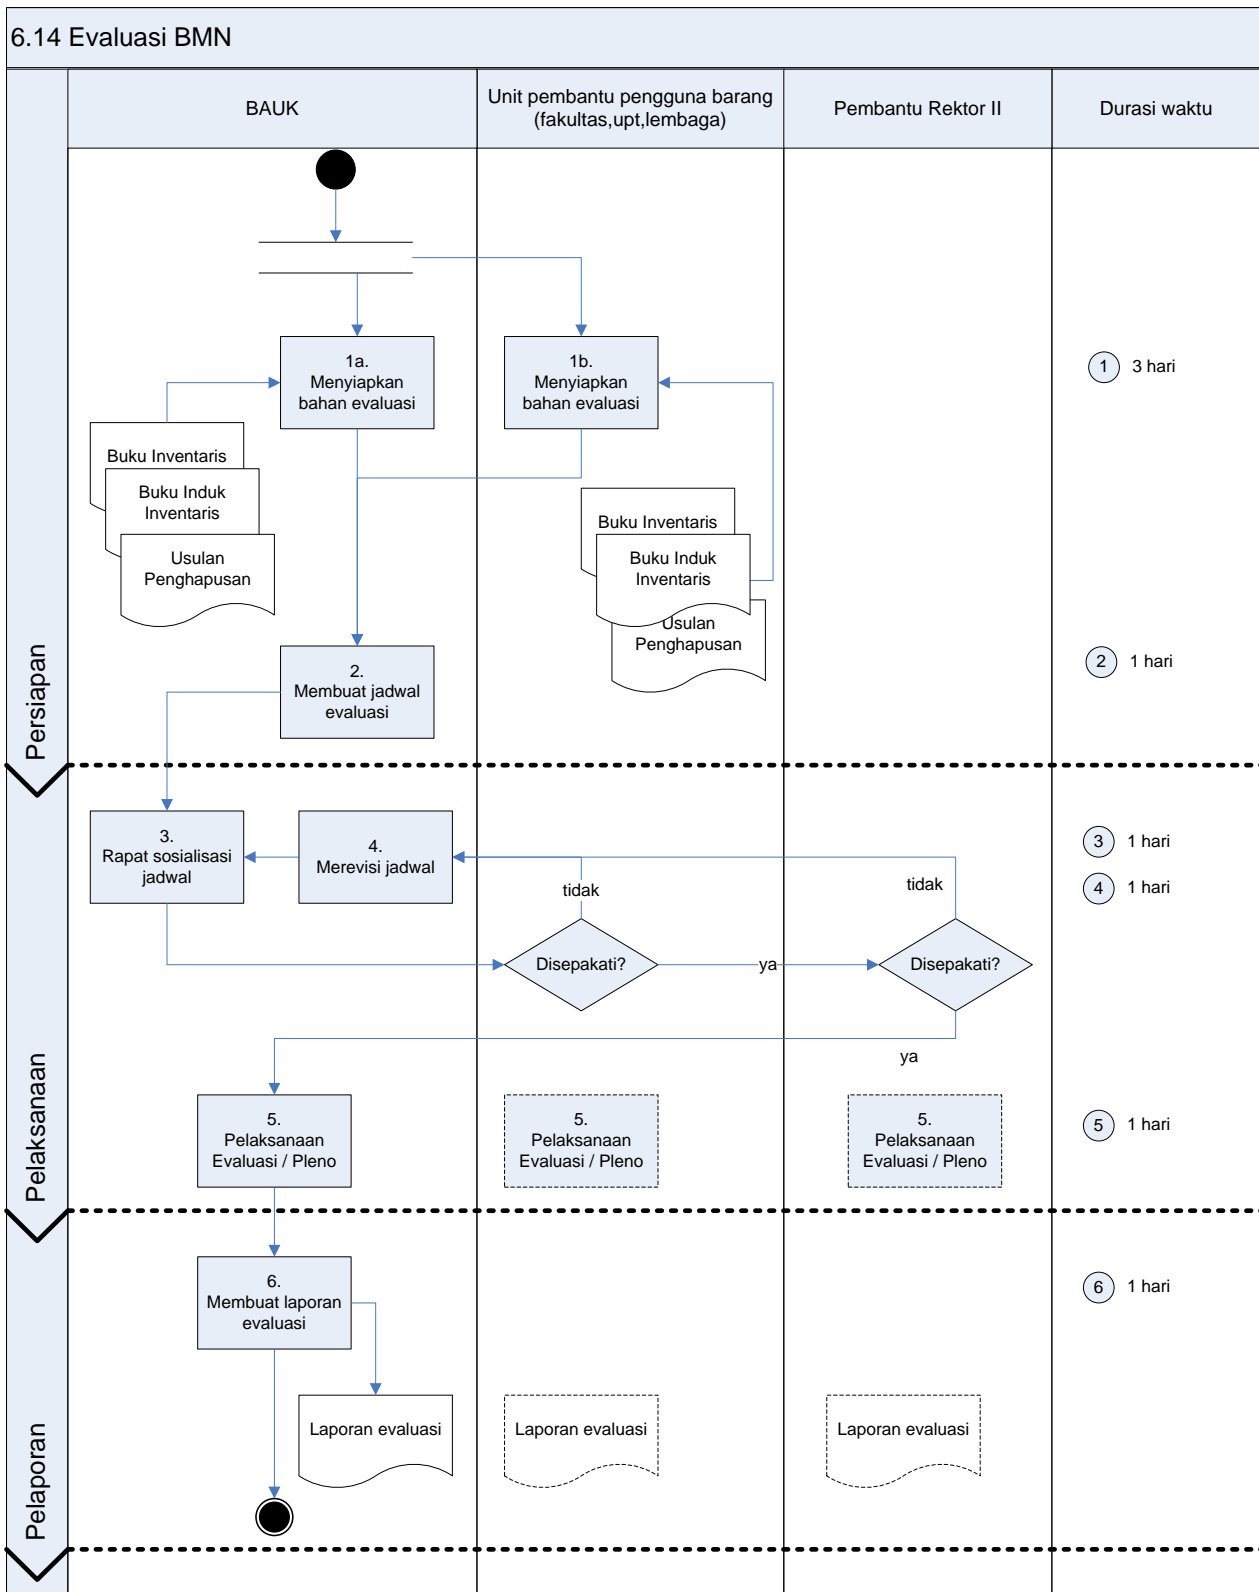 6.14 Evaluasi BMN
BAUK
Unit pembantu pengguna barang
(fakultas,upt,lembaga)
Pembantu Rektor II
Durasi waktu
Persiapan
1a.
Menyiapkan
bahan evaluasi
1b.
Menyiapkan
bahan evaluasi
1
3 hari
Buku Inventaris
Buku Induk
Inventaris
Usulan
Penghapusan
Buku Inventaris
Buku Induk
Inventaris
Usulan
Penghapusan
2.
Membuat jadwal
evaluasi
2
1 hari
Pelaksanaan
3.
Rapat sosialisasi
jadwal
4.
Merevisi jadwal
3
1 hari
4
1 hari
tidak
tidak
Disepakati?
ya
Disepakati?
ya
5.
Pelaksanaan
Evaluasi / Pleno
5.
Pelaksanaan
Evaluasi / Pleno
5.
Pelaksanaan
Evaluasi / Pleno
5
1 hari
Pelaporan
6.
Membuat laporan
evaluasi
6
1 hari
Laporan evaluasi
Laporan evaluasi
Laporan evaluasi